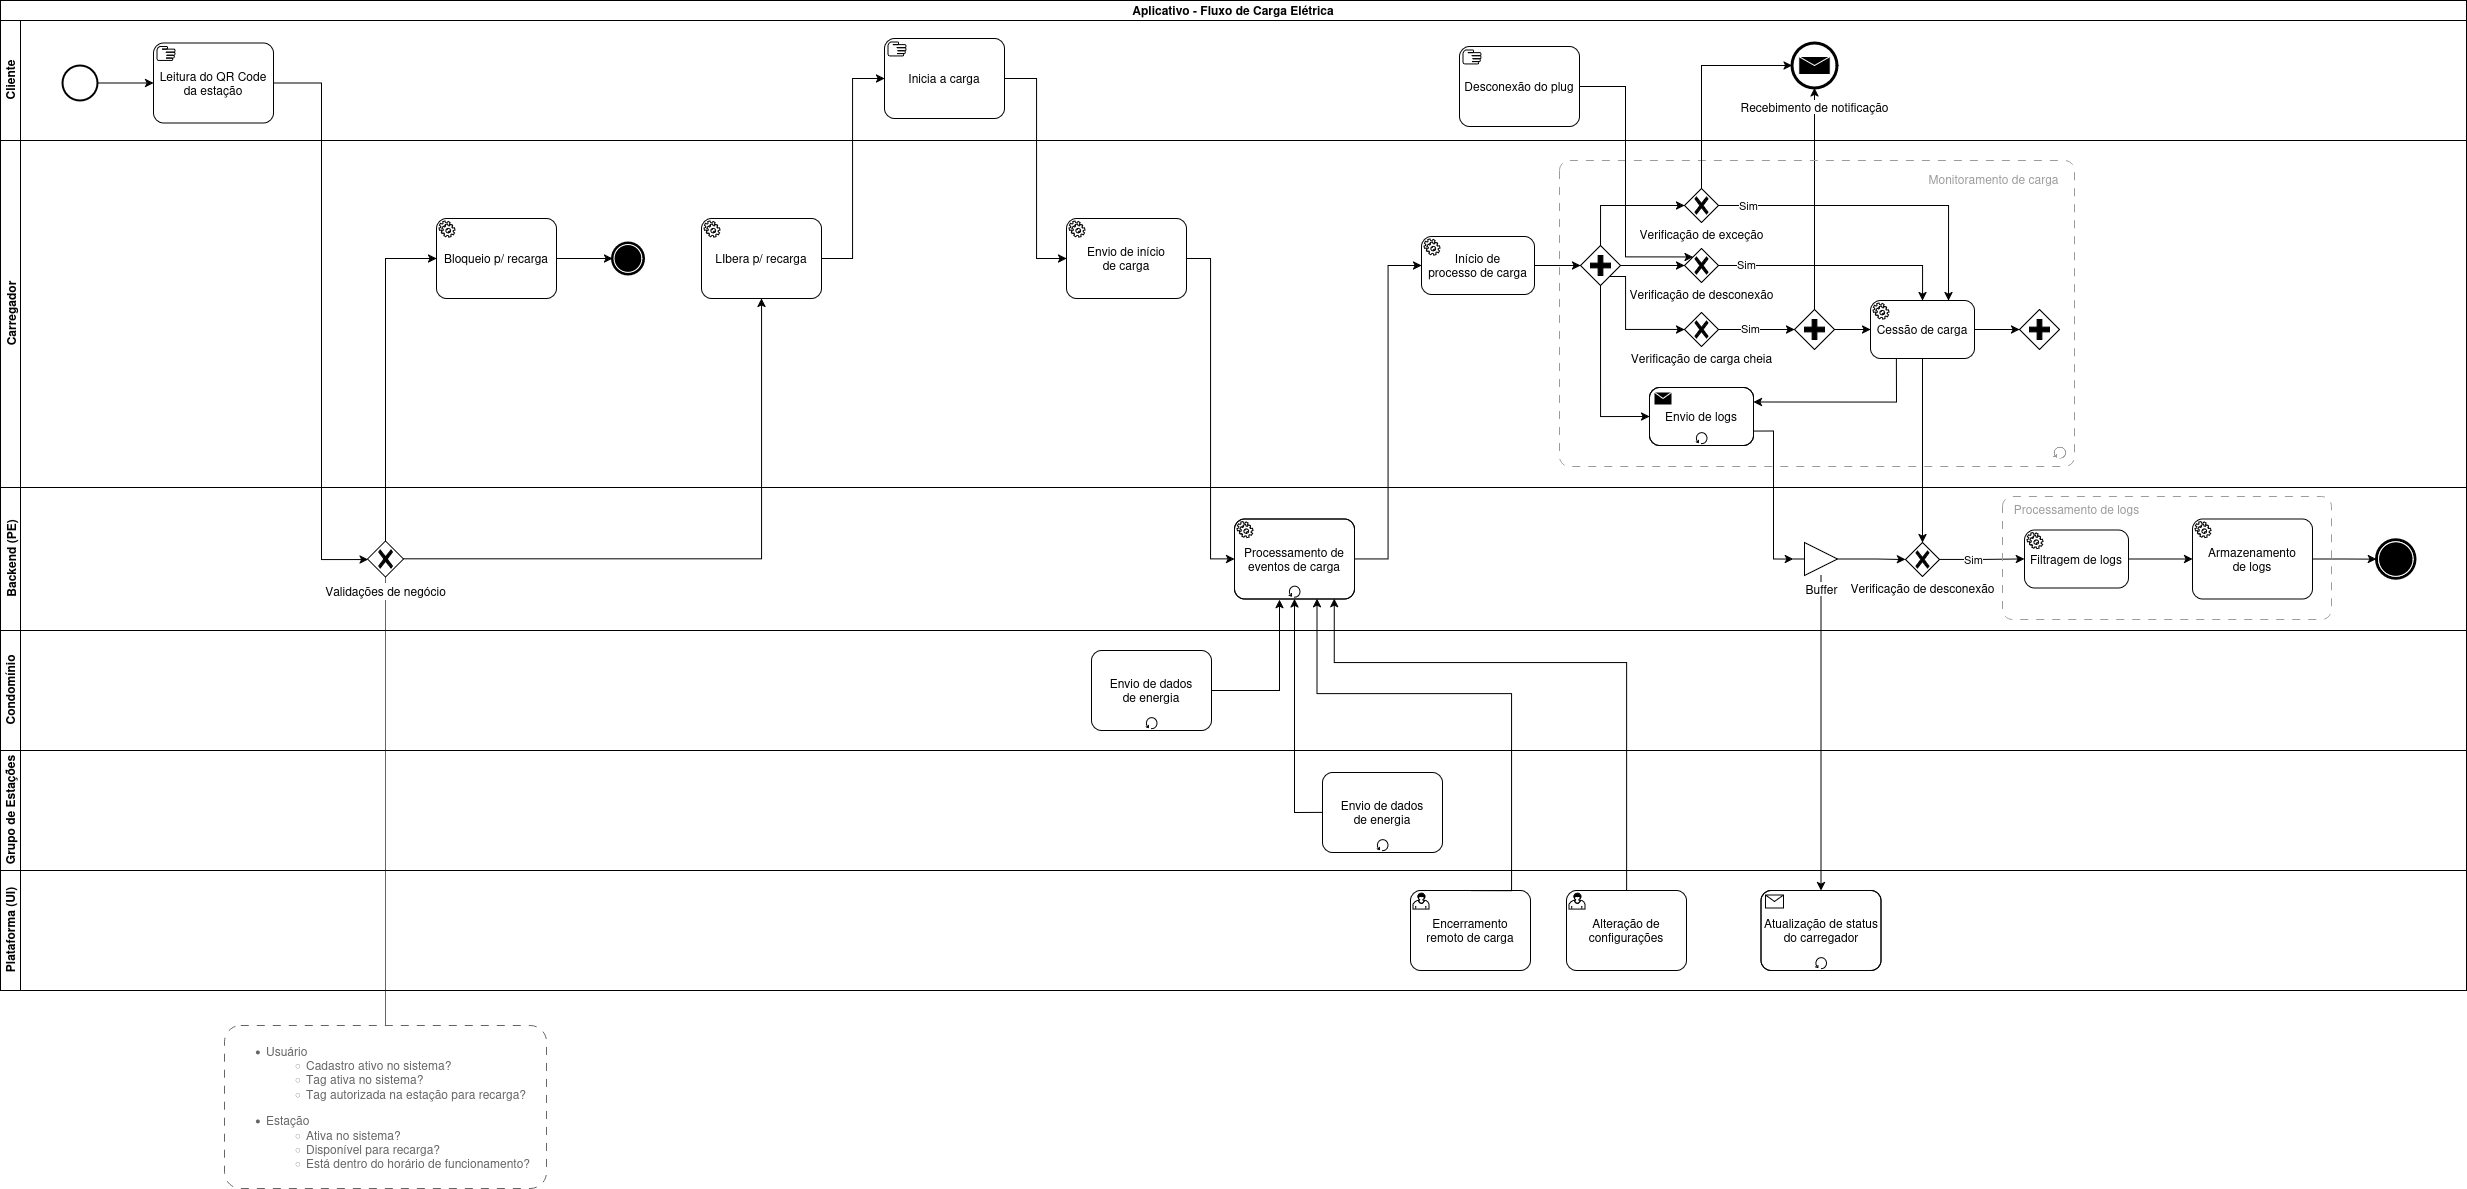 Aplicativo - Fluxo de Carga Elétrica
Cliente
Leitura do QR Code
da estação
Inicia a carga
Desconexão do plug
Recebimento de notificação
Carregador
Bloqueio p/ recarga
LIbera p/ recarga
Envio de início
de carga
Início de
processo de carga
Monitoramento de carga
Sim
Verificação de exceção
Sim
Verificação de desconexão
Sim
Verificação de carga cheia
Cessão de carga
Envio de logs
Backend (PE)
Validações de negócio
Processamento de
eventos de carga
Buffer
Verificação de desconexão
Sim
Processamento de logs
Filtragem de logs
Armazenamento
de logs
Condomínio
Envio de dados
de energia
Grupo de Estações
Envio de dados
de energia
Plataforma (UI)
Encerramento
remoto de carga
Alteração de
configurações
Atualização de status
do carregador
Usuário
Cadastro ativo no sistema?
Tag ativa no sistema?
Tag autorizada na estação para recarga?
Estação
Ativa no sistema?
Disponível para recarga?
Está dentro do horário de funcionamento?